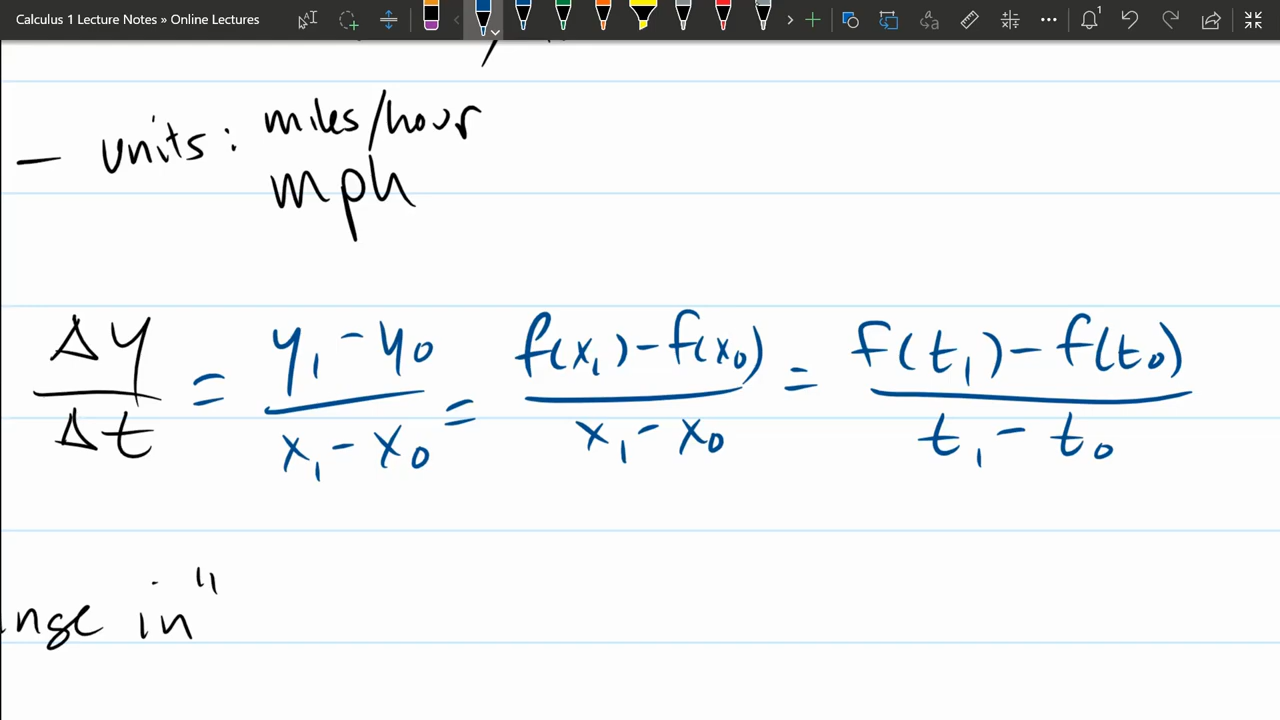 Calculus 1 Lecture Notes » Online Lectures
– units: miles/hour
mph
Δy/Δt = (y₁ – y₀)/(x₁ – x₀) = (f(x₁) – f(x₀))/(x₁ – x₀) = (f(t₁) – f(t₀))/(t₁ – t₀)
in"